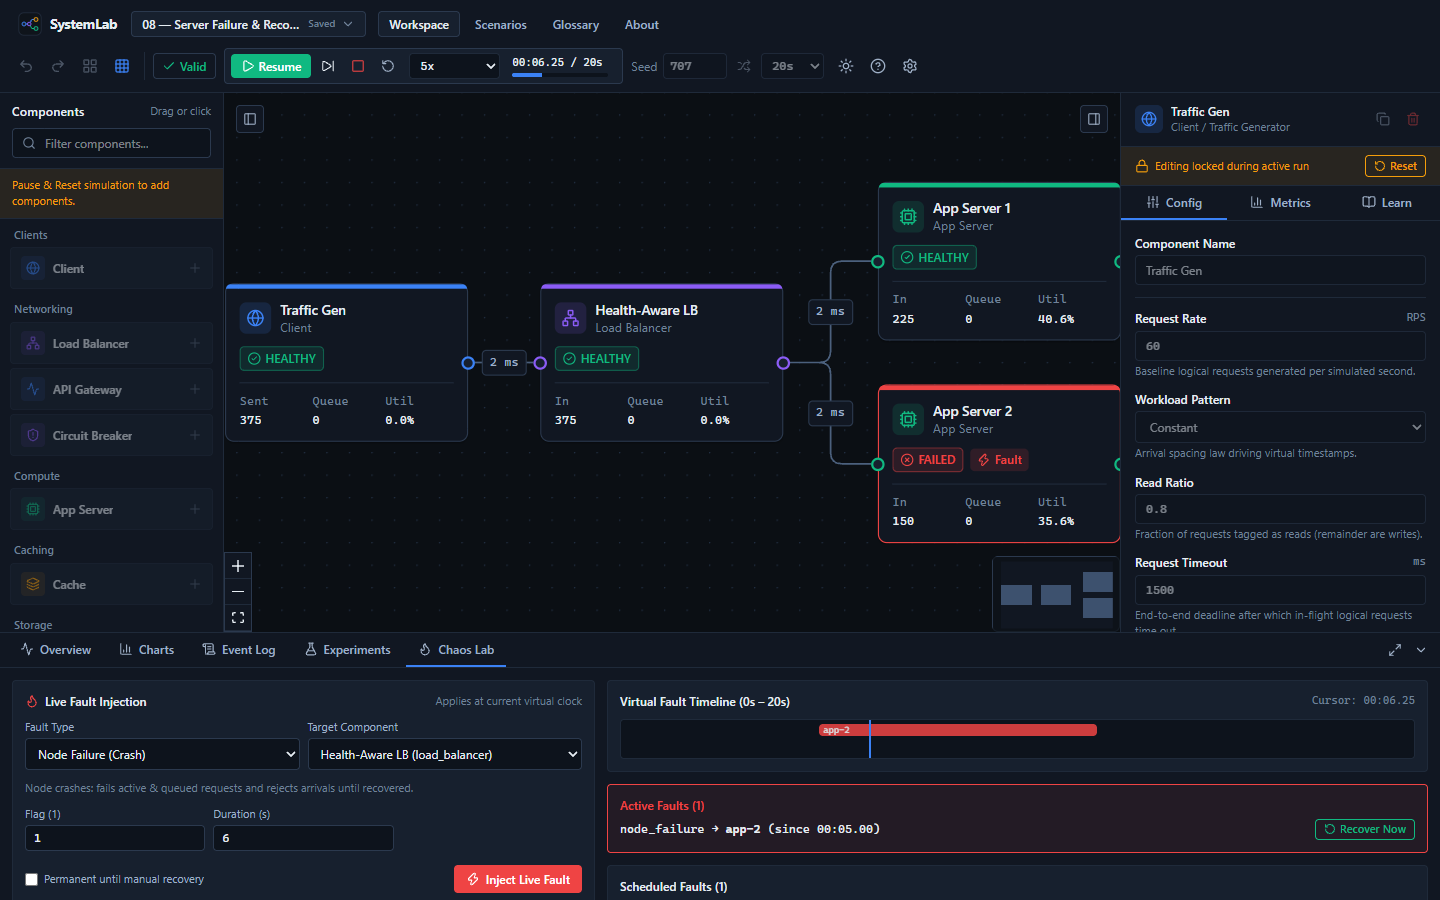 SystemLab
08 — Server Failure & Reco... Saved
Workspace
Scenarios
Glossary
About
Valid
Resume
5x
00:06.25 / 20s
Seed
707
20s
Components
Drag or click
Filter components...
Pause & Reset simulation to add
components.
Clients
Client
Networking
Load Balancer
API Gateway
Circuit Breaker
Compute
App Server
Caching
Cache
Storage
Traffic Gen
Client
HEALTHY
Sent Queue Util
375 0 0.0%
2 ms
Health-Aware LB
Load Balancer
HEALTHY
In Queue Util
375 0 0.0%
2 ms
2 ms
App Server 1
App Server
HEALTHY
In Queue Util
225 0 40.6%
App Server 2
App Server
FAILED Fault
In Queue Util
150 0 35.6%
Traffic Gen
Client / Traffic Generator
Editing locked during active run
Reset
Config
Metrics
Learn
Component Name
Traffic Gen
Request Rate RPS
60
Baseline logical requests generated per simulated second.
Workload Pattern
Constant
Arrival spacing law driving virtual timestamps.
Read Ratio
0.8
Fraction of requests tagged as reads (remainder are writes).
Request Timeout ms
1500
End-to-end deadline after which in-flight logical requests
time out.
Overview
Charts
Event Log
Experiments
Chaos Lab
Live Fault Injection
Applies at current virtual clock
Fault Type
Target Component
Node Failure (Crash)
Health-Aware LB (load_balancer)
Node crashes: fails active & queued requests and rejects arrivals until recovered.
Flag (1)
Duration (s)
1
6
Permanent until manual recovery
Inject Live Fault
Virtual Fault Timeline (0s – 20s)
Cursor: 00:06.25
app-2
Active Faults (1)
node_failure → app-2 (since 00:05.00)
Recover Now
Scheduled Faults (1)